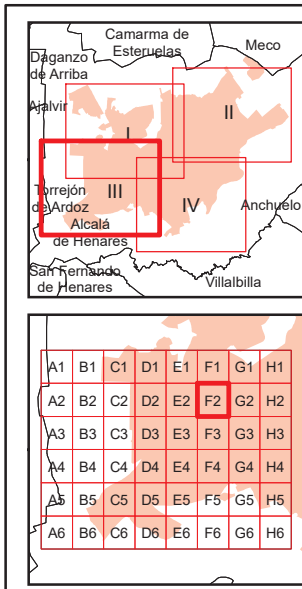 Camarma de
Esteruelas
Meco
Daganzo
de Arriba
Ajalvir
I
II
Torrejón
de Ardoz
III
IV
Anchuelo
Alcalá
de Henares
San Fernando
de Henares
Villalbilla
A1 B1 C1 D1 E1 F1 G1 H1
A2 B2 C2 D2 E2 F2 G2 H2
A3 B3 C3 D3 E3 F3 G3 H3
A4 B4 C4 D4 E4 F4 G4 H4
A5 B5 C5 D5 E5 F5 G5 H5
A6 B6 C6 D6 E6 F6 G6 H6